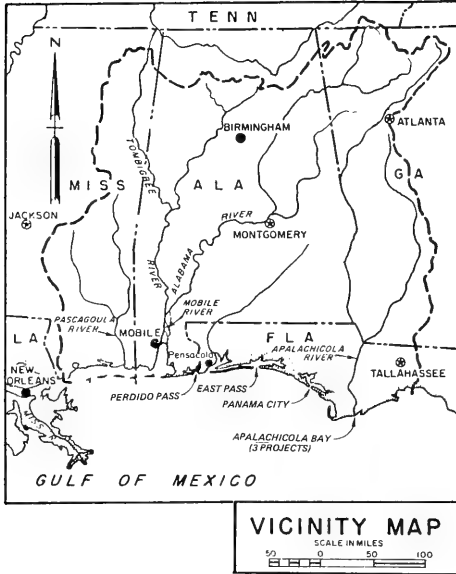 TENN
N
BIRMINGHAM
ATLANTA
TOMBIGBEE
RIVER
MISS
ALA
GA
JACKSON
ALABAMA
RIVER
MONTGOMERY
MOBILE
RIVER
PASCAGOULA
RIVER
MOBILE
LA
FLA
Pensacola
APALACHICOLA
RIVER
TALLAHASSEE
NEW
ORLEANS
EAST PASS
PERDIDO PASS
PANAMA CITY
MISS
APALACHICOLA BAY
(3 PROJECTS)
GULF OF MEXICO
VICINITY MAP
SCALE IN MILES
50 0 50 100